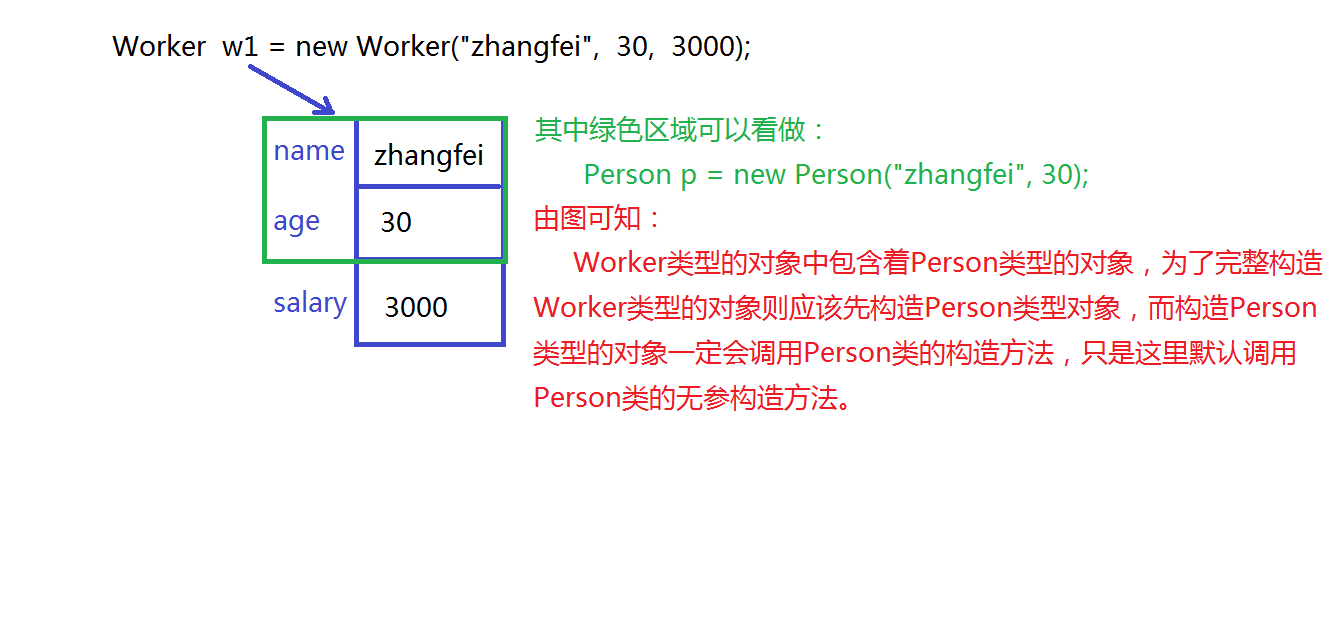 Worker w1 = new Worker("zhangfei", 30, 3000);
name
zhangfei
age
30
salary
3000
其中绿色区域可以看做：
Person p = new Person("zhangfei", 30);
由图可知：
Worker类型的对象中包含着Person类型的对象，为了完整构造
Worker类型的对象则应该先构造Person类型对象，而构造Person
类型的对象一定会调用Person类的构造方法，只是这里默认调用
Person类的无参构造方法。